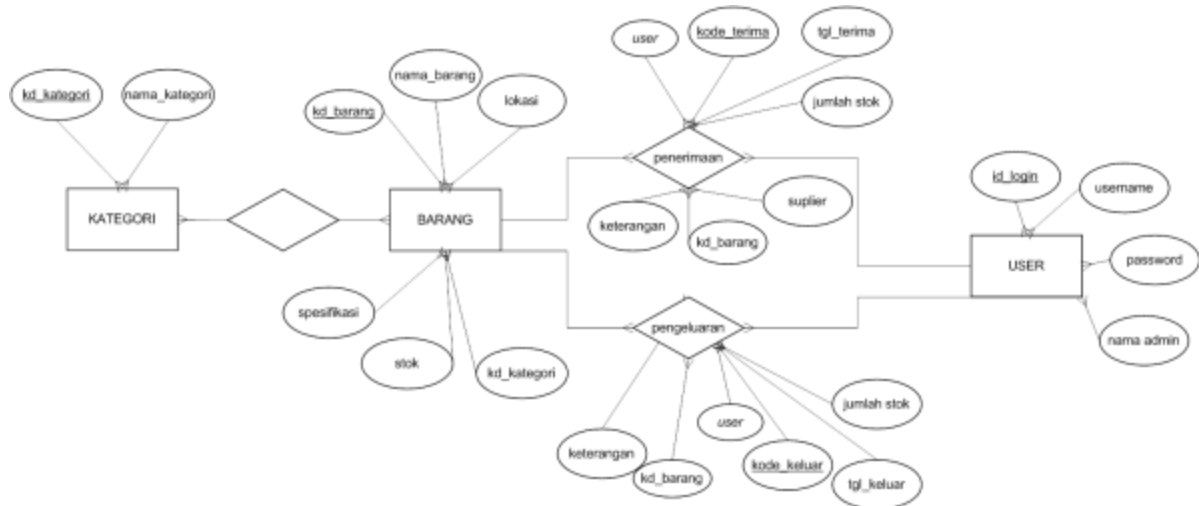 user
kode_terima
tgl_terima
nama_barang
kd_kategori
nama_kategori
lokasi
kd_barang
jumlah stok
penerimaan
id_login
username
KATEGORI
BARANG
suplier
keterangan
kd_barang
USER
password
spesifikasi
pengeluaran
nama admin
stok
kd_kategori
jumlah stok
user
keterangan
kode_keluar
kd_barang
tgl_keluar